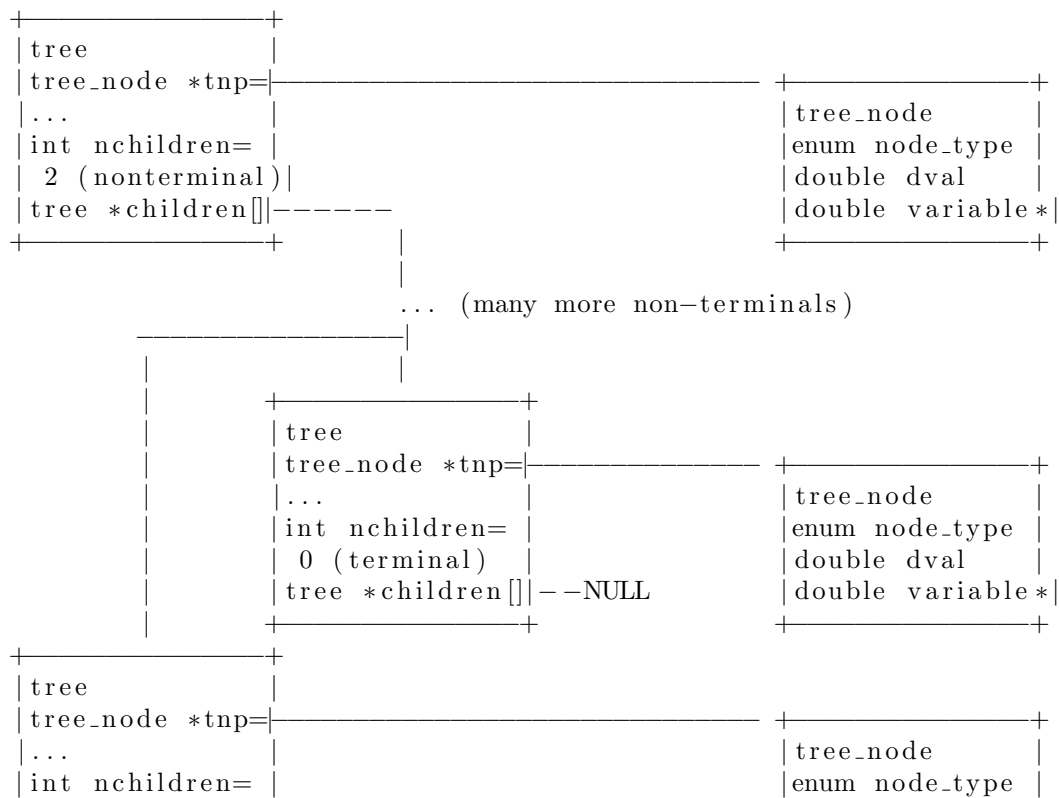 +---------------+
|tree           |
|tree_node *tnp=|------------------------------ +---------------+
|...            |                               |tree_node      |
|int nchildren= |                               |enum node_type |
| 2 (nonterminal)|                              |double dval    |
|tree *children[]|------                        |double variable*|
+---------------+       |                       +---------------+
                        |
                        ... (many more non-terminals)
        ----------------|
        |               |
        |       +---------------+
        |       |tree           |
        |       |tree_node *tnp=|-------------- +---------------+
        |       |...            |               |tree_node      |
        |       |int nchildren= |               |enum node_type |
        |       | 0 (terminal)  |               |double dval    |
        |       |tree *children[]|--NULL        |double variable*|
        |       +---------------+               +---------------+
+---------------+
|tree           |
|tree_node *tnp=|------------------------------ +---------------+
|...            |                               |tree_node      |
|int nchildren= |                               |enum node_type |